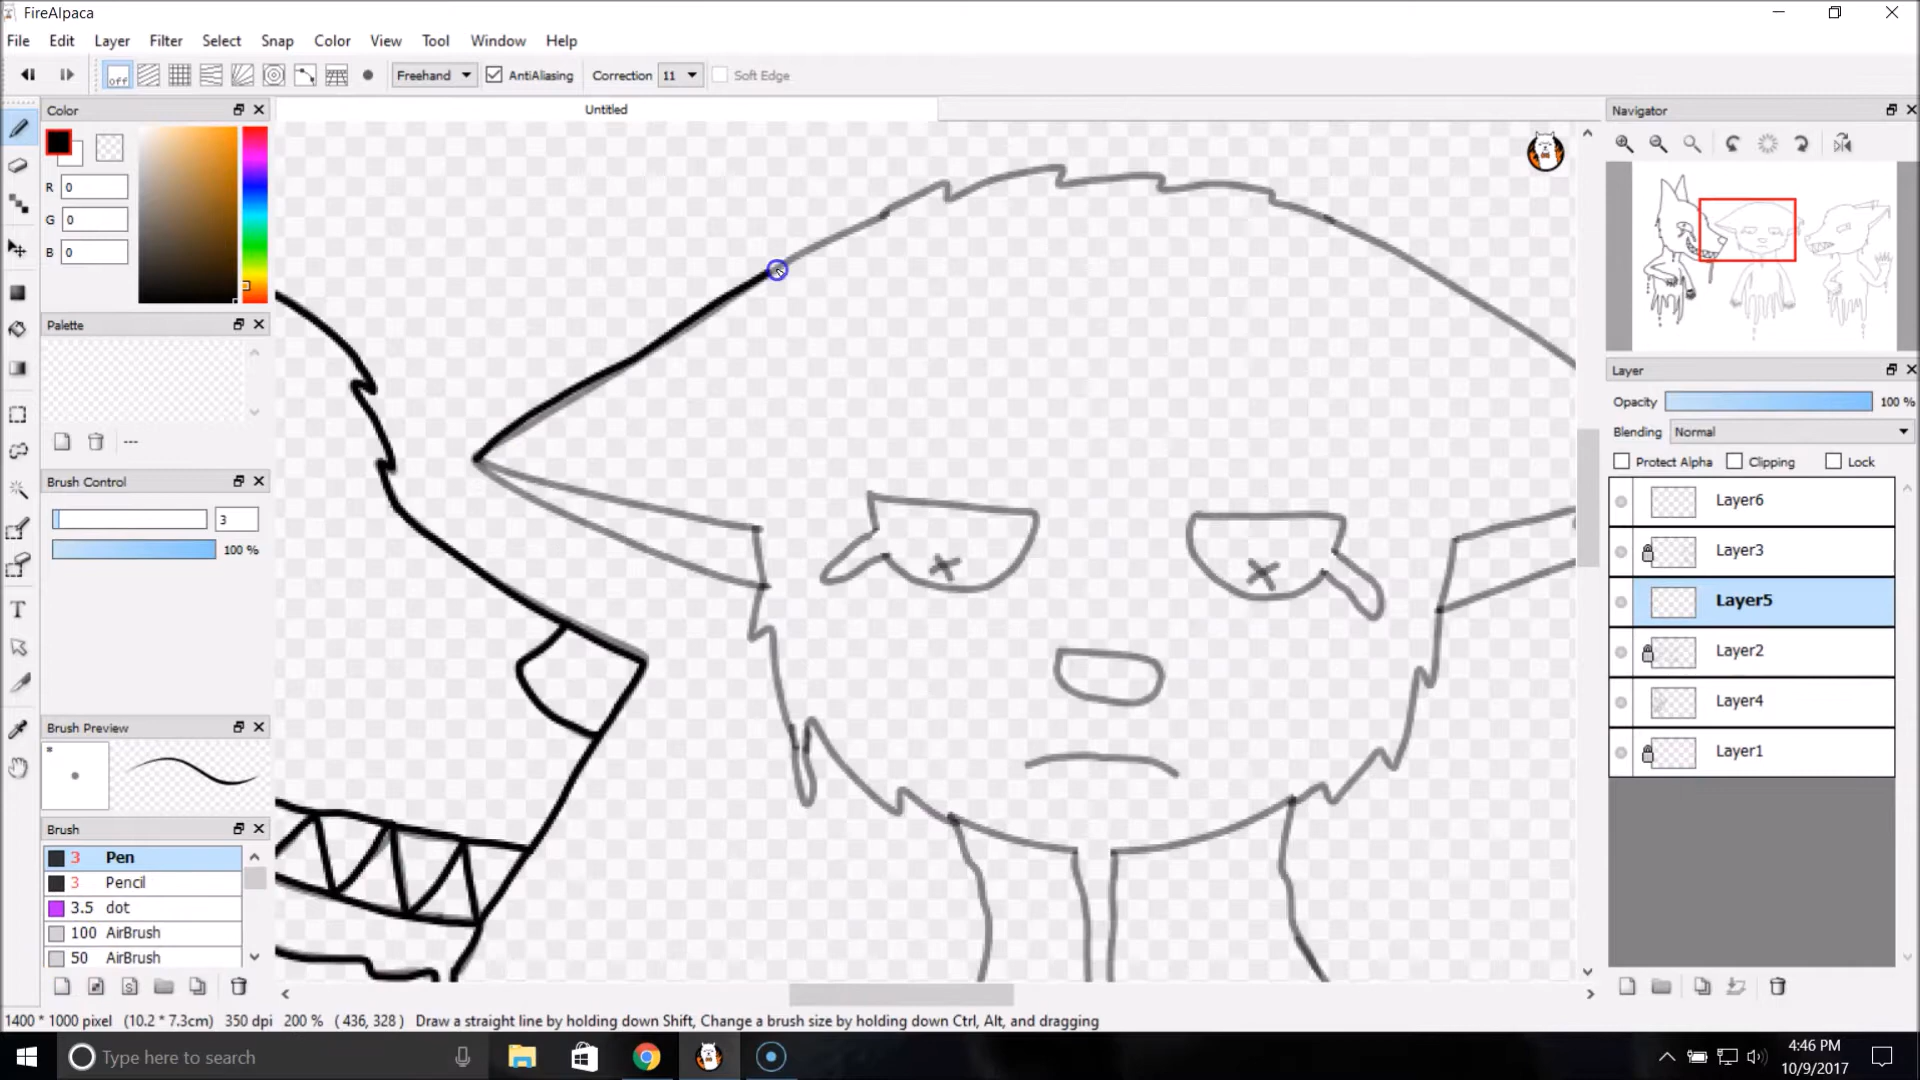 FireAlpaca
File Edit Layer Filter Select Snap Color View Tool Window Help
off Freehand AntiAliasing Correction 11 Soft Edge
Color
Untitled
Navigator
R 0
G 0
B 0
Palette
---
Brush Control
3
100 %
Brush Preview
Brush
3 Pen
3 Pencil
3.5 dot
100 AirBrush
50 AirBrush
Layer
Opacity 100 %
Blending Normal
Protect Alpha Clipping Lock
Layer6
Layer3
Layer5
Layer2
Layer4
Layer1
1400 * 1000 pixel (10.2 * 7.3cm) 350 dpi 200 % ( 436, 328 ) Draw a straight line by holding down Shift, Change a brush size by holding down Ctrl, Alt, and dragging
Type here to search
4:46 PM
10/9/2017